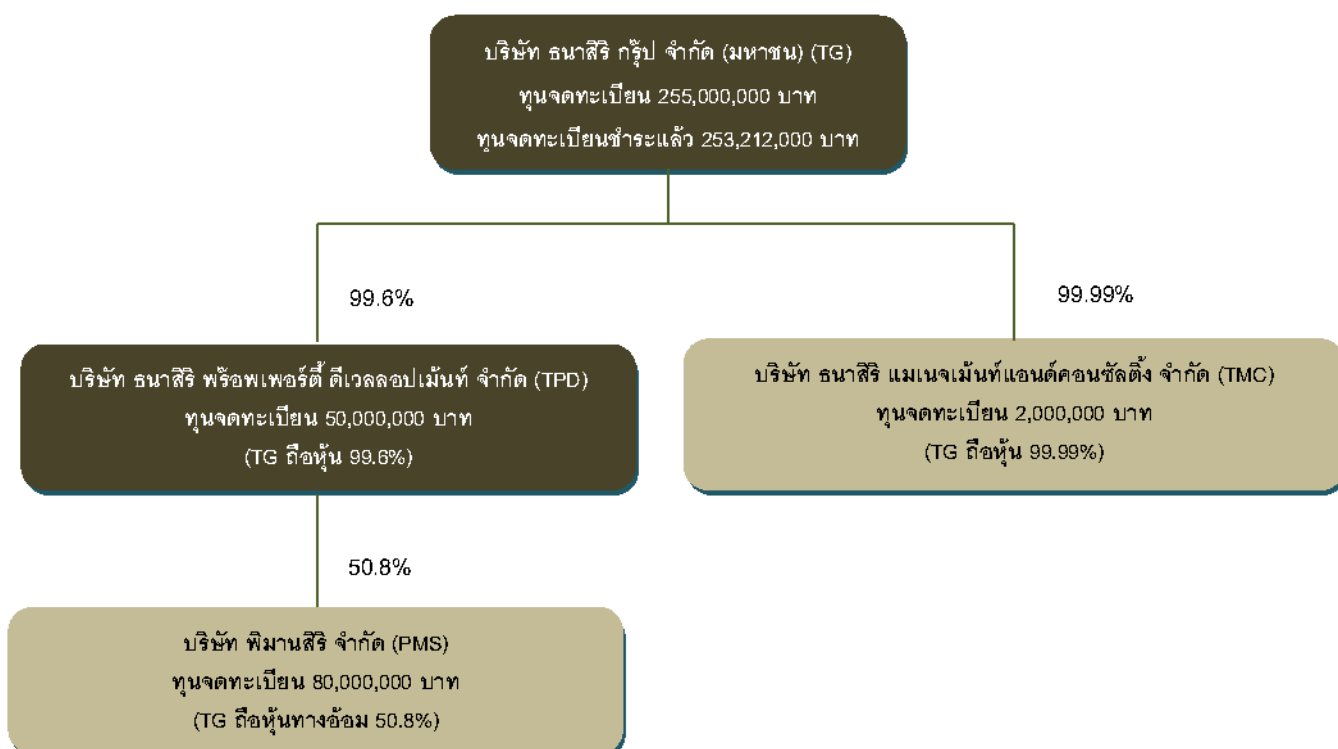 บริษัท ธนาสิริ กรุ๊ป จำกัด (มหาชน) (TG)
ทุนจดทะเบียน 255,000,000 บาท
ทุนจดทะเบียนชำระแล้ว 253,212,000 บาท
99.6%
99.99%
บริษัท ธนาสิริ พร๊อพเพอร์ตี้ ดีเวลลอปเม้นท์ จำกัด (TPD)
ทุนจดทะเบียน 50,000,000 บาท
(TG ถือหุ้น 99.6%)
บริษัท ธนาสิริ แมเนจเม้นท์แอนด์คอนซัลติ้ง จำกัด (TMC)
ทุนจดทะเบียน 2,000,000 บาท
(TG ถือหุ้น 99.99%)
50.8%
บริษัท พิมานสิริ จำกัด (PMS)
ทุนจดทะเบียน 80,000,000 บาท
(TG ถือหุ้นทางอ้อม 50.8%)